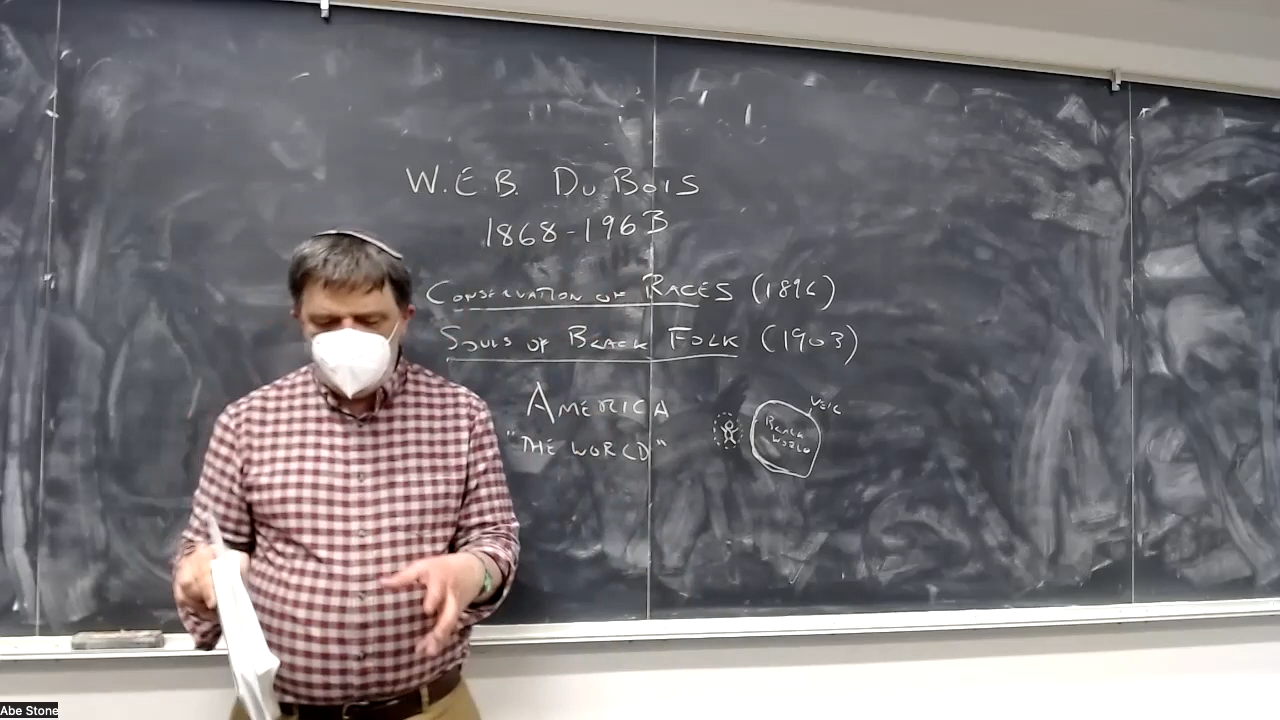 W.E.B. DU BOIS
1868-1963
CONSERVATION OF RACES (1896)
SOULS OF BLACK FOLK (1903)
AMERICA
"THE WORLD"
VEIL
BLACK
WORLD
Abe Stone